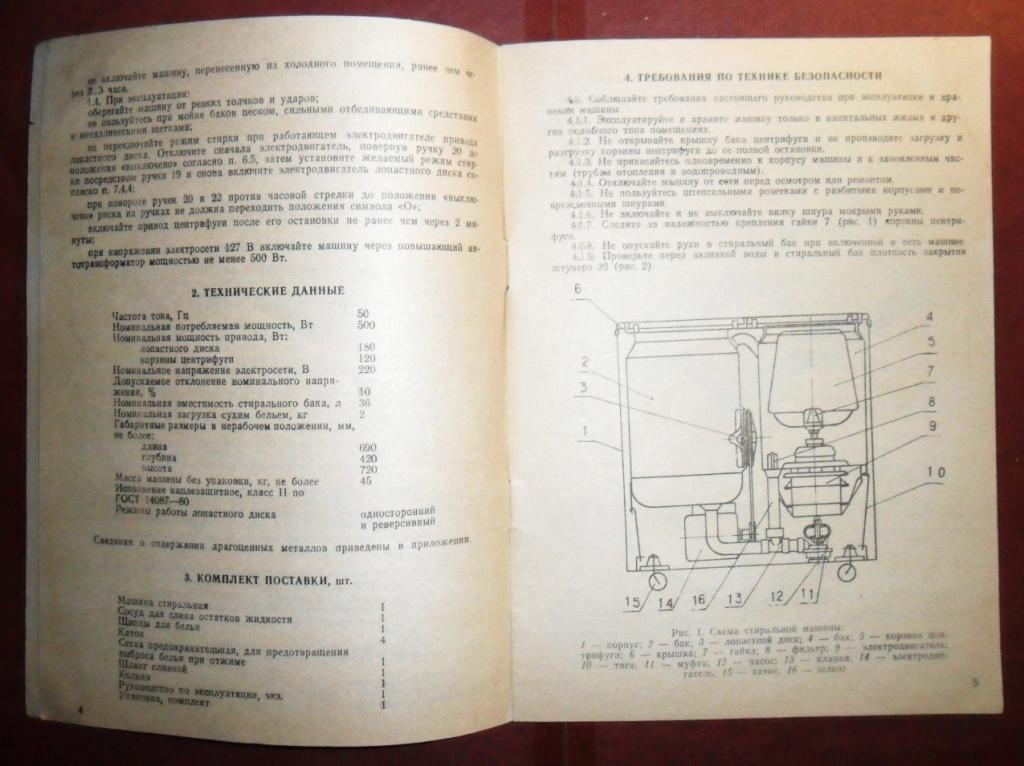 не включайте машину, перенесенную из холодного помещения, ранее чем че-
рез 2. 3 часа.
1.4. При эксплуатации:
оберегайте машину от резких толчков и ударов;
не пользуйтесь при мойке баков песком, сильными отбеливающими средствами
и металлическими щетками;
не переключайте режим стирки при работающем электродвигателе привода
лопастного диска. Отключите сначала электродвигатель, повернув ручку 20 до
положения «выключено» согласно п. 6.5, затем установите желаемый режим стир-
ки посредством ручки 19 и снова включите электродвигатель лопастного диска со-
гласно п. 7.4.4;
при повороте ручек 20 и 22 против часовой стрелки до положения «выклю-
чено» риска на ручках не должна переходить положения символа «О»;
включайте привод центрифуги после его остановки не ранее чем через 2 ми-
нуты;
при напряжении электросети 127 В включайте машину через повышающий ав-
тотрансформатор мощностью не менее 500 Вт.
2. ТЕХНИЧЕСКИЕ ДАННЫЕ
Частота тока, Гц 50
Номинальная потребляемая мощность, Вт 500
Номинальная мощность привода, Вт:
лопастного диска 180
корзины центрифуги 120
Номинальное напряжение электросети, В 220
Допускаемое отклонение номинального напря-
жения, % 10
Номинальная вместимость стирального бака, л 36
Номинальная загрузка сухим бельем, кг 2
Габаритные размеры в нерабочем положении, мм,
не более:
длина 690
глубина 420
высота 720
Масса машины без упаковки, кг, не более 45
Исполнение каплезащитное, класс II по
ГОСТ 14087—80
Режимы работы лопастного диска односторонний
и реверсивный
Сведения о содержании драгоценных металлов приведены в приложении.
3. КОМПЛЕКТ ПОСТАВКИ, шт.
Машина стиральная 1
Сосуд для слива остатков жидкости 1
Щипцы для белья 1
Каток 4
Сетка предохранительная, для предотвращения
выброса белья при отжиме 1
Шланг сливной 1
Кольцо 1
Руководство по эксплуатации, экз. 1
Упаковка, комплект 1
4
4. ТРЕБОВАНИЯ ПО ТЕХНИКЕ БЕЗОПАСНОСТИ
Соблюдайте требования настоящего руководства при эксплуатации и хра-
нении машины.
4.1.1. Эксплуатируйте и храните машину только в капитальных жилых и дру-
гих подобного типа помещениях.
4.1.2. Не открывайте крышку бака центрифуги и не производите загрузку и
разгрузку корзины центрифуги до ее полной остановки.
4.1.3. Не прикасайтесь одновременно к корпусу машины и к заземленным час-
тям (трубам отопления и водопроводным).
4.1.4. Отключайте машину от сети перед осмотром или ремонтом.
4.1.5. Не пользуйтесь штепсельными розетками с разбитыми корпусами и по-
врежденными шнурами.
4.1.6. Не включайте и не выключайте вилку шнура мокрыми руками.
4.1.7. Следите за надежностью крепления гайки 7 (рис. 1) корзины центри-
фуги.
4.1.8. Не опускайте руки в стиральный бак при включенной в сеть машине.
4.1.9. Проверьте перед заливкой воды в стиральный бак плотность закрытия
штуцера 23 (рис. 2).
6
4
2
5
3
7
8
1
9
10
15 14 16 13 12 11
Рис. 1. Схема стиральной машины:
1 — корпус; 2 — бак; 3 — лопастной диск; 4 — бак; 5 — корзина цен-
трифуги; 6 — крышка; 7 — гайка; 8 — фильтр; 9 — электродвигатель;
10 — тяга; 11 — муфта; 12 — насос; 13 — клапан; 14 — электродви-
гатель; 15 — каток; 16 — шланг
5